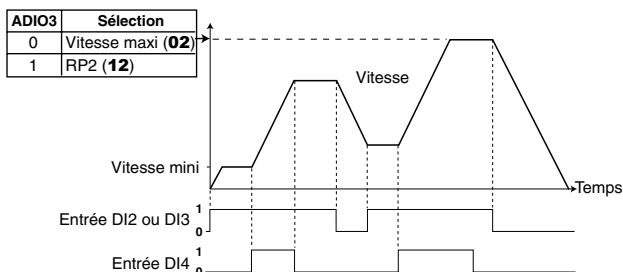 ADIO3 Sélection
0 Vitesse maxi (02)
1 RP2 (12)
Vitesse
Vitesse mini
Temps
Entrée DI2 ou DI3 1
0
Entrée DI4 1
0